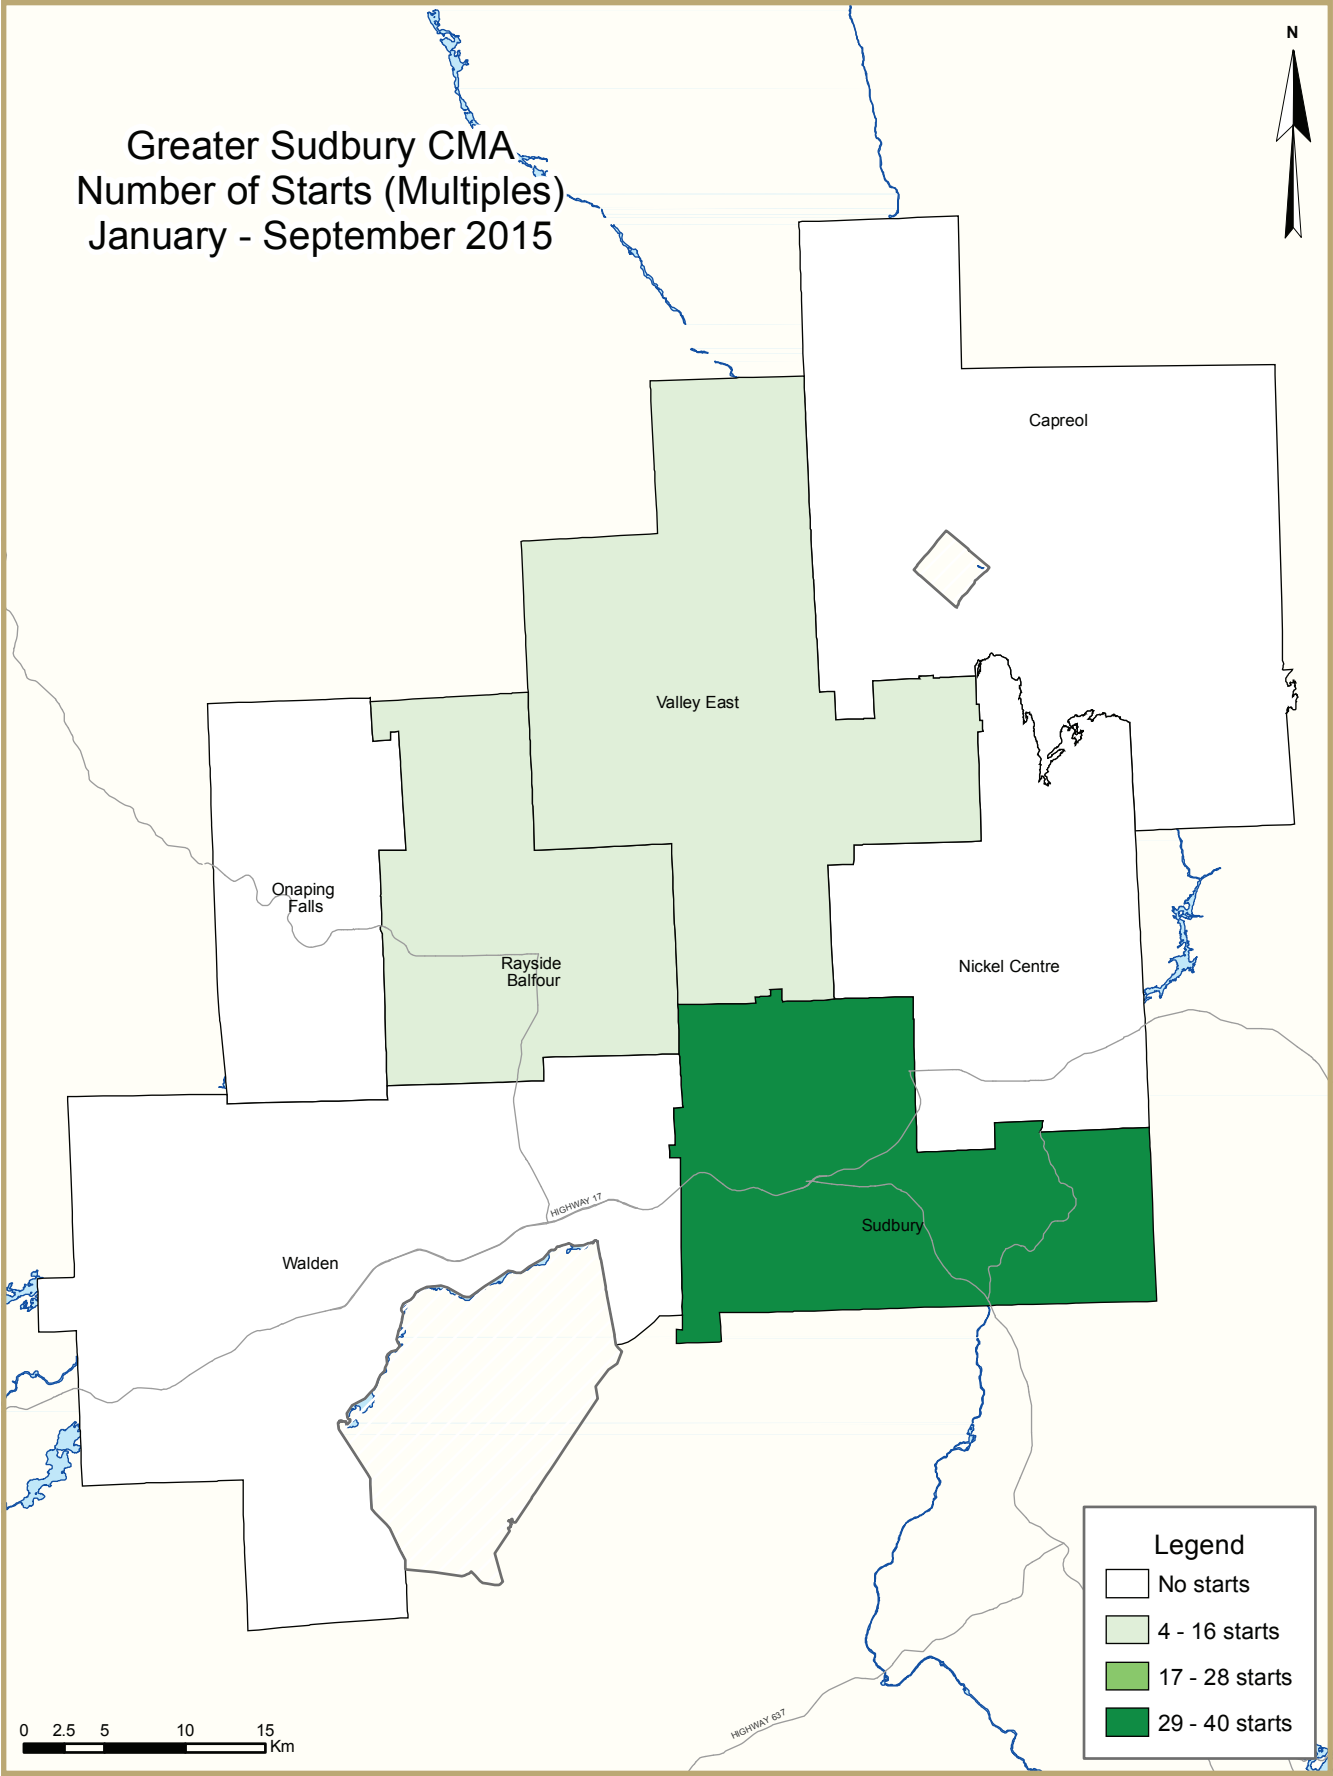 N
Greater Sudbury CMA
Number of Starts (Multiples)
January - September 2015
Capreol
Valley East
Onaping
Falls
Rayside
Balfour
Nickel Centre
HIGHWAY 17
Sudbury
Walden
Legend
No starts
4 - 16 starts
17 - 28 starts
29 - 40 starts
HIGHWAY 637
0 2.5 5 10 15
Km